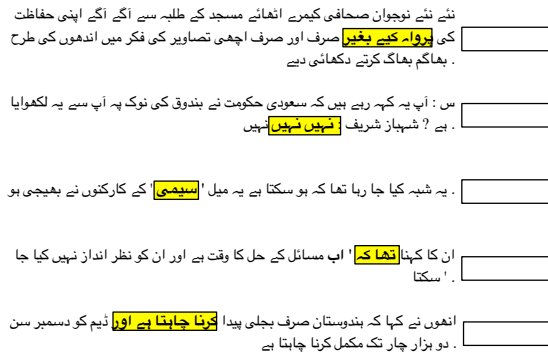 نئے نئے نوجوان صحافی کیمرے اٹھائے مسجد کے طلبہ سے آگے آگے اپنی حفاظت
کی پرواہ کیے بغیر صرف اور صرف اچھی تصاویر کی فکر میں اندھوں کی طرح
بھاگم بھاگ کرتے دکھائی دیے .
س : آپ یہ کہہ رہے ہیں کہ سعودی حکومت نے بندوق کی نوک پہ آپ سے یہ لکھوایا
ہے ? شہباز شریف : نہیں نہیں نہیں .
یہ شبہ کیا جا رہا تھا کہ ہو سکتا ہے یہ میل ' سیمی ' کے کارکنوں نے بھیجی ہو .
ان کا کہنا تھا کہ ' اب مسائل کے حل کا وقت ہے اور ان کو نظر انداز نہیں کیا جا
سکتا ' .
انھوں نے کہا کہ ہندوستان صرف بجلی پیدا کرنا چاہتا ہے اور ڈیم کو دسمبر سن
دو ہزار چار تک مکمل کرنا چاہتا ہے .